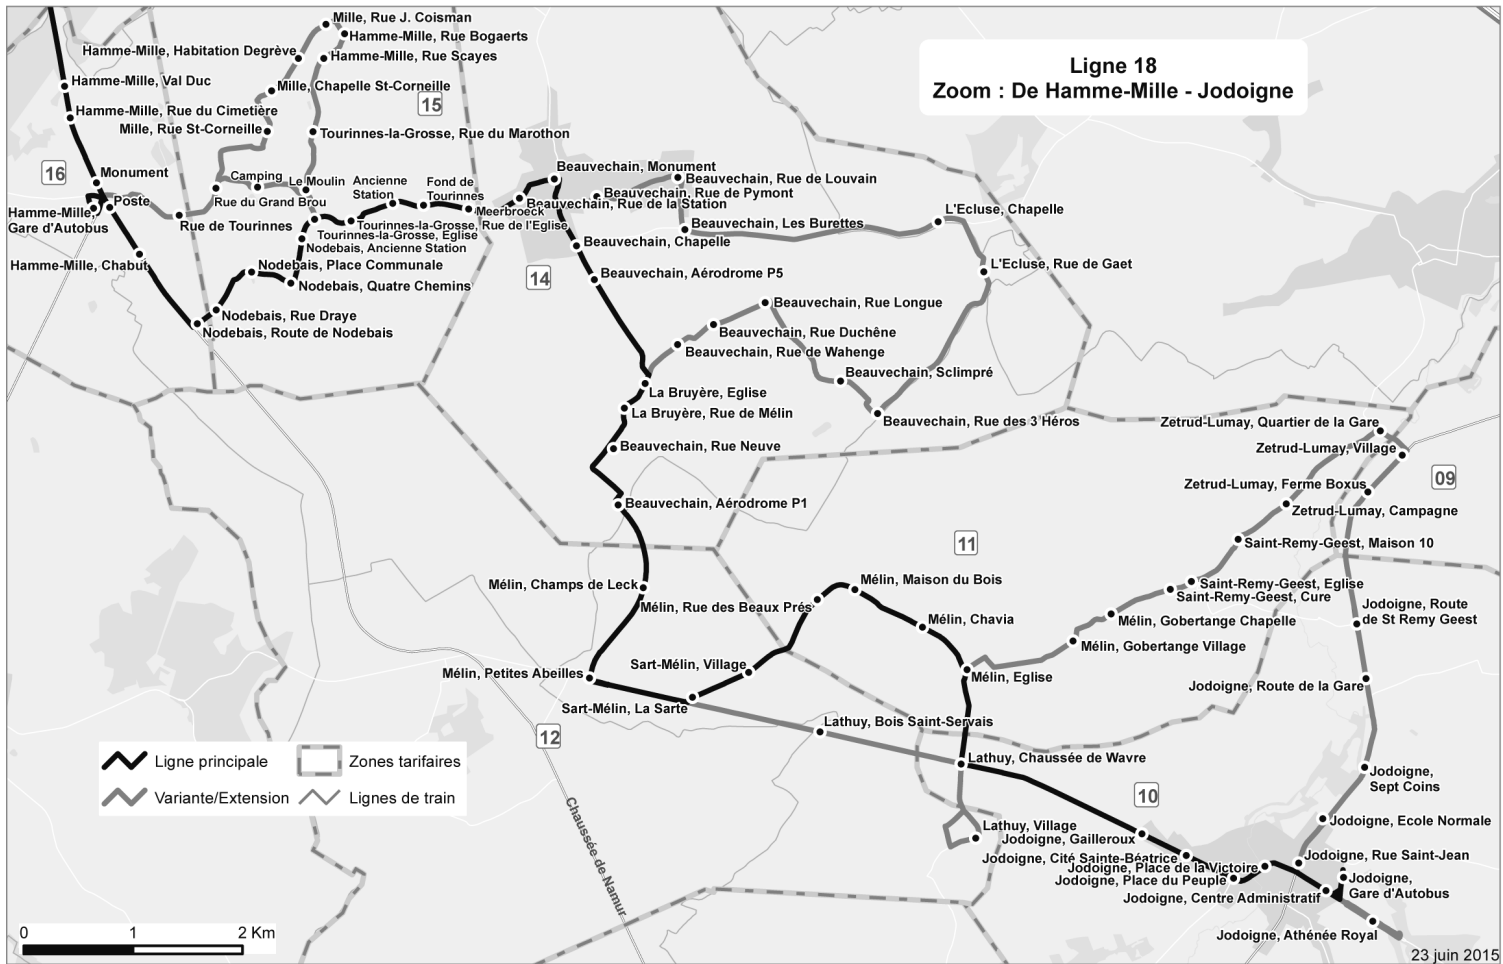 Ligne 18
Zoom : De Hamme-Mille - Jodoigne
Mille, Rue J. Coisman
Hamme-Mille, Rue Bogaerts
Hamme-Mille, Habitation Degrève
Hamme-Mille, Rue Scayes
Hamme-Mille, Val Duc
Mille, Chapelle St-Corneille
15
Hamme-Mille, Rue du Cimetière
Mille, Rue St-Corneille
Tourinnes-la-Grosse, Rue du Marothon
16
Monument
Camping
Le Moulin
Ancienne
Station
Fond de
Tourinnes
Beauvechain, Monument
Beauvechain, Rue de Louvain
Beauvechain, Rue de Pymont
Beauvechain, Rue de la Station
Poste
Rue du Grand Brou
Meerbroeck
Hamme-Mille,
Gare d'Autobus
Rue de Tourinnes
Tourinnes-la-Grosse, Rue de l'Eglise
Tourinnes-la-Grosse, Eglise
Nodebais, Ancienne Station
L'Ecluse, Chapelle
Beauvechain, Les Burettes
Beauvechain, Chapelle
Hamme-Mille, Chabut
Nodebais, Place Communale
Nodebais, Quatre Chemins
14
Beauvechain, Aérodrome P5
L'Ecluse, Rue de Gaet
Nodebais, Rue Draye
Nodebais, Route de Nodebais
Beauvechain, Rue Longue
Beauvechain, Rue Duchêne
Beauvechain, Rue de Wahenge
Beauvechain, Sclimpré
La Bruyère, Eglise
La Bruyère, Rue de Mélin
Beauvechain, Rue des 3 Héros
Zetrud-Lumay, Quartier de la Gare
Beauvechain, Rue Neuve
Zetrud-Lumay, Village
09
Zetrud-Lumay, Ferme Boxus
Beauvechain, Aérodrome P1
Zetrud-Lumay, Campagne
11
Saint-Remy-Geest, Maison 10
Mélin, Champs de Leck
Mélin, Maison du Bois
Saint-Remy-Geest, Eglise
Saint-Remy-Geest, Cure
Mélin, Rue des Beaux Prés
Jodoigne, Route
de St Remy Geest
Mélin, Chavia
Mélin, Gobertange Chapelle
Mélin, Gobertange Village
Sart-Mélin, Village
Mélin, Petites Abeilles
Mélin, Eglise
Jodoigne, Route de la Gare
Sart-Mélin, La Sarte
Lathuy, Bois Saint-Servais
12
Lathuy, Chaussée de Wavre
Jodoigne,
Sept Coins
10
Ligne principale
Zones tarifaires
Variante/Extension
Lignes de train
Chaussée de Namur
Lathuy, Village
Jodoigne, Gailleroux
Jodoigne, Ecole Normale
Jodoigne, Cité Sainte-Béatrice
Jodoigne, Rue Saint-Jean
Jodoigne, Place de la Victoire
Jodoigne, Place du Peuple
Jodoigne,
Gare d'Autobus
Jodoigne, Centre Administratif
Jodoigne, Athénée Royal
0 1 2 Km
23 juin 2015